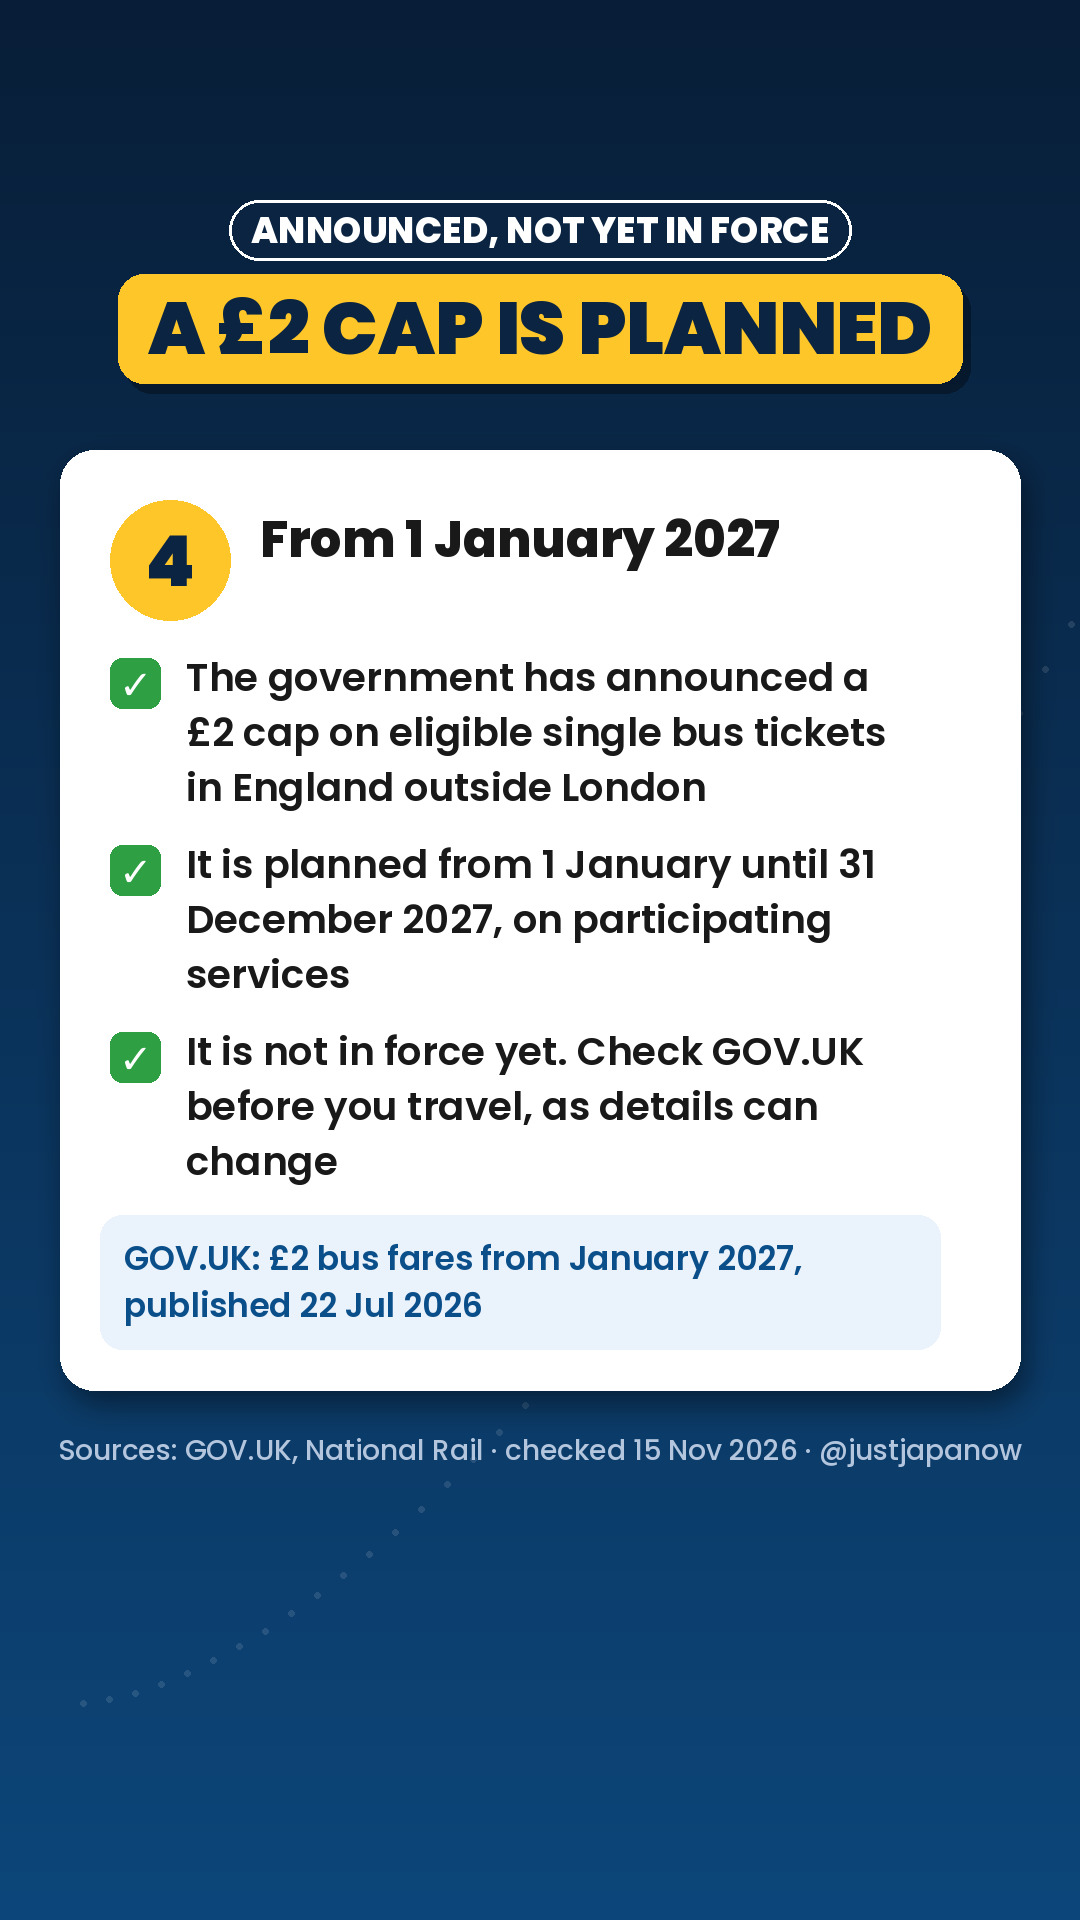 ANNOUNCED, NOT YET IN FORCE
A £2 CAP IS PLANNED
4
From 1 January 2027
✓ The government has announced a
£2 cap on eligible single bus tickets
in England outside London
✓ It is planned from 1 January until 31
December 2027, on participating
services
✓ It is not in force yet. Check GOV.UK
before you travel, as details can
change
GOV.UK: £2 bus fares from January 2027,
published 22 Jul 2026
Sources: GOV.UK, National Rail · checked 15 Nov 2026 · @justjapanow